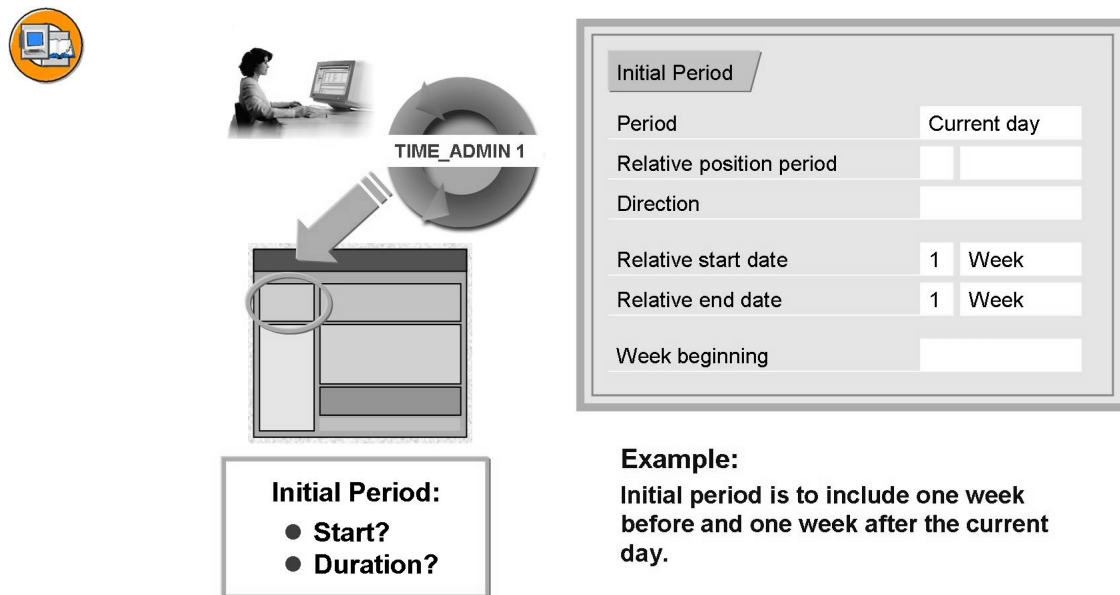 TIME_ADMIN 1
Initial Period:
● Start?
● Duration?
Initial Period
Period Current day
Relative position period
Direction
Relative start date 1 Week
Relative end date 1 Week
Week beginning
Example:
Initial period is to include one week
before and one week after the current
day.